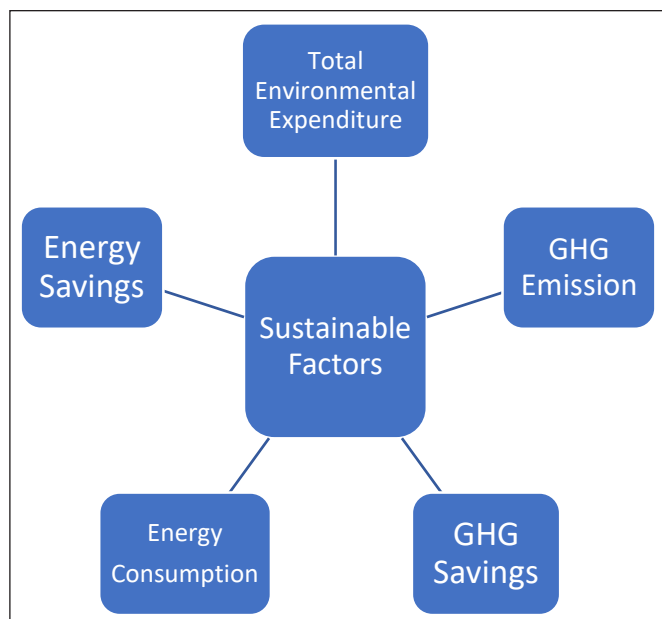 Total
Environmental
Expenditure
Energy
Savings
GHG
Emission
Sustainable
Factors
Energy
Consumption
GHG
Savings